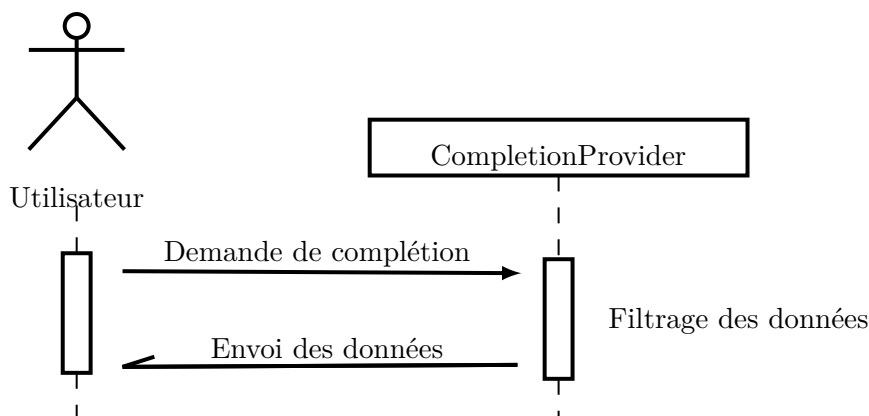 CompletionProvider
Utilisateur
Demande de complétion
Filtrage des données
Envoi des données